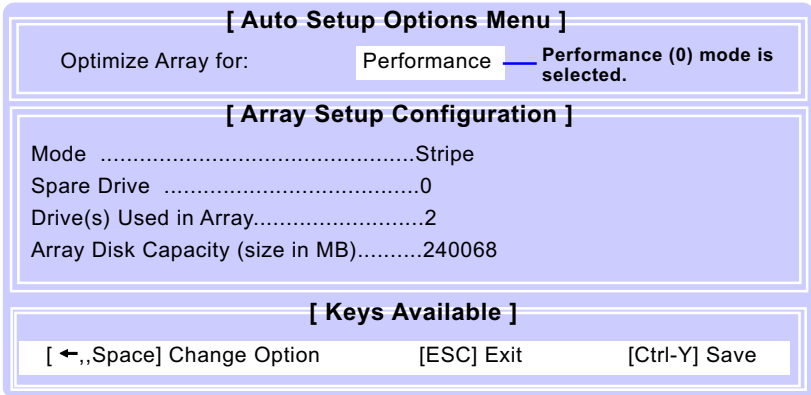 [ Auto Setup Options Menu ]
Optimize Array for: Performance Performance (0) mode is
selected.
[ Array Setup Configuration ]
Mode ................................................Stripe
Spare Drive .......................................0
Drive(s) Used in Array..........................2
Array Disk Capacity (size in MB)..........240068
[ Keys Available ]
[ ←,,Space] Change Option [ESC] Exit [Ctrl-Y] Save